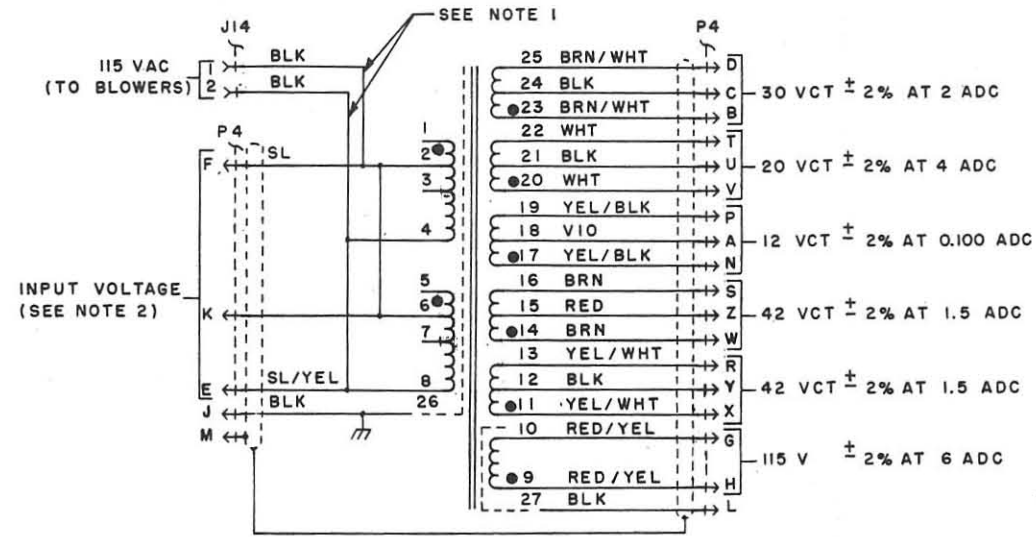 SEE NOTE 1
J14
P4
115 VAC
(TO BLOWERS)
1
BLK
2
BLK
25 BRN/WHT D
24 BLK C
23 BRN/WHT B
30 VCT ± 2% AT 2 ADC
P4
F
SL
1
2
3
4
22 WHT T
21 BLK U
20 WHT V
20 VCT ± 2% AT 4 ADC
19 YEL/BLK P
18 VIO A
17 YEL/BLK N
12 VCT ± 2% AT 0.100 ADC
INPUT VOLTAGE
(SEE NOTE 2)
K
5
6
7
8
16 BRN S
15 RED Z
14 BRN W
42 VCT ± 2% AT 1.5 ADC
E
SL/YEL
J
BLK
26
M
13 YEL/WHT R
12 BLK Y
11 YEL/WHT X
42 VCT ± 2% AT 1.5 ADC
10 RED/YEL G
9 RED/YEL H
115 V ± 2% AT 6 ADC
27 BLK L